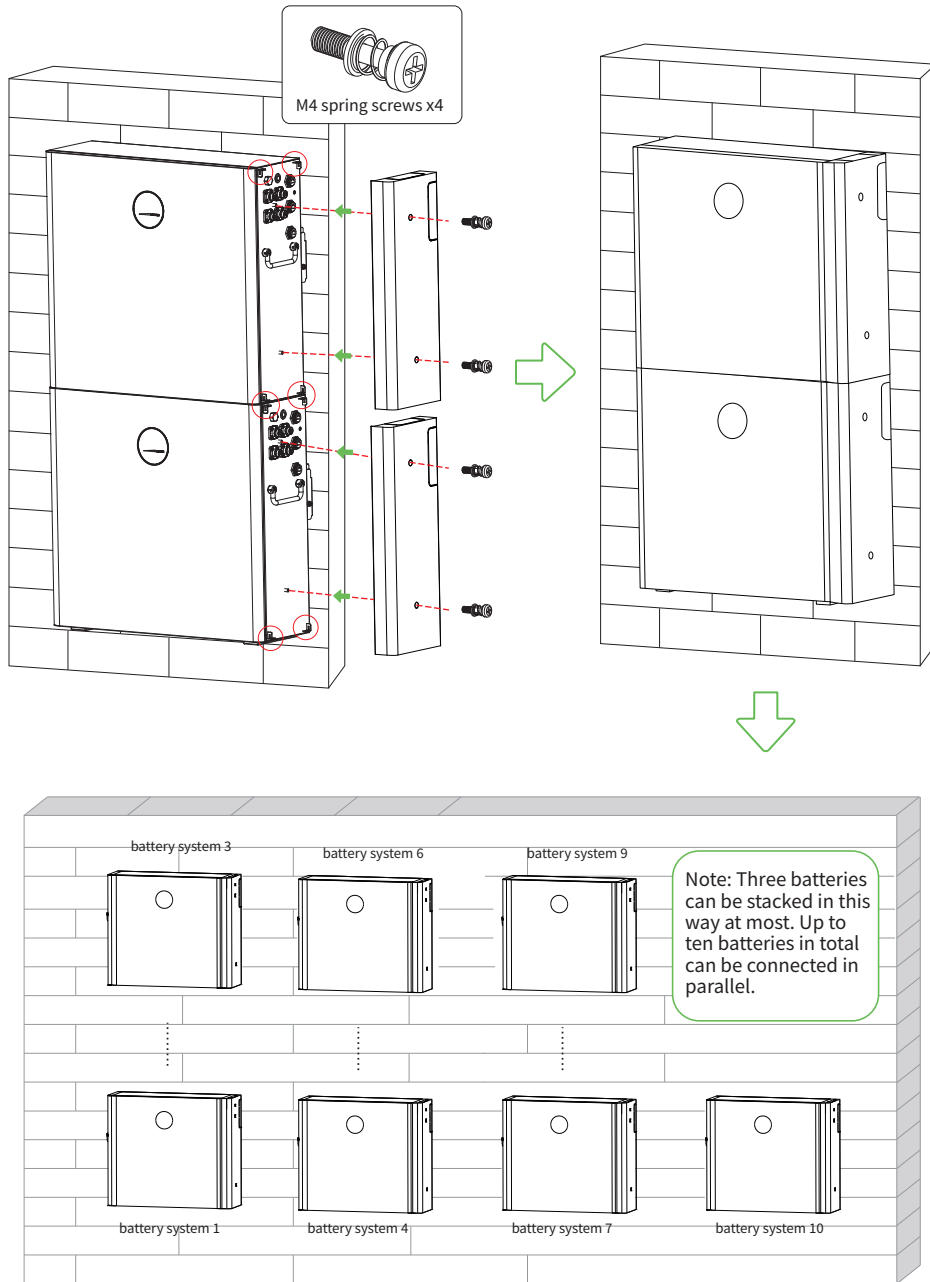 M4 spring screws x4
battery system 3
battery system 6
battery system 9
Note: Three batteries
can be stacked in this
way at most. Up to
ten batteries in total
can be connected in
parallel.
battery system 1
battery system 4
battery system 7
battery system 10